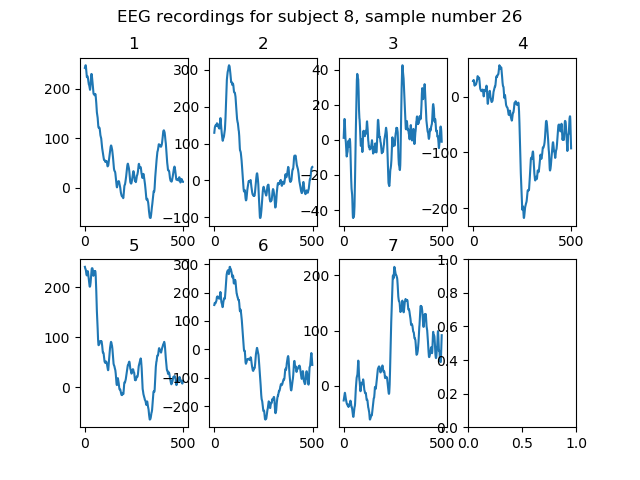 EEG recordings for subject 8, sample number 26
1 2 3 4
200 100 0
300 200 100 0 −100
40 20 0 −20 −40
0 −100 −200
0 500 0 500 0 500 0 500
5 6 7
200 100 0
300 200 100 0 −100 −200
200 100 0
1.0 0.8 0.6 0.4 0.2 0.0
0 500 0 500 0 500 0.0 0.5 1.0